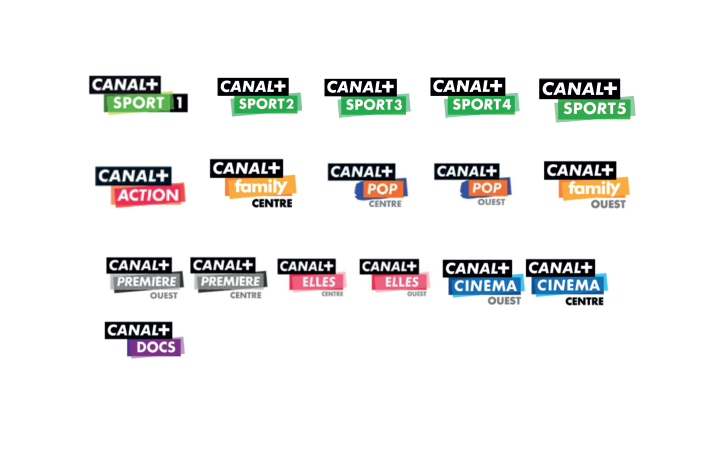 CANAL+
SPORT 1
CANAL+
SPORT2
CANAL+
SPORT3
CANAL+
SPORT4
CANAL+
SPORT5
CANAL+
ACTION
CANAL+
family
CENTRE
CANAL+
POP
CENTRE
CANAL+
POP
OUEST
CANAL+
family
OUEST
CANAL+
PREMIERE
OUEST
CANAL+
PREMIERE
CENTRE
CANAL+
ELLES
CENTRE
CANAL+
ELLES
OUEST
CANAL+
CINEMA
OUEST
CANAL+
CINEMA
CENTRE
CANAL+
DOCS